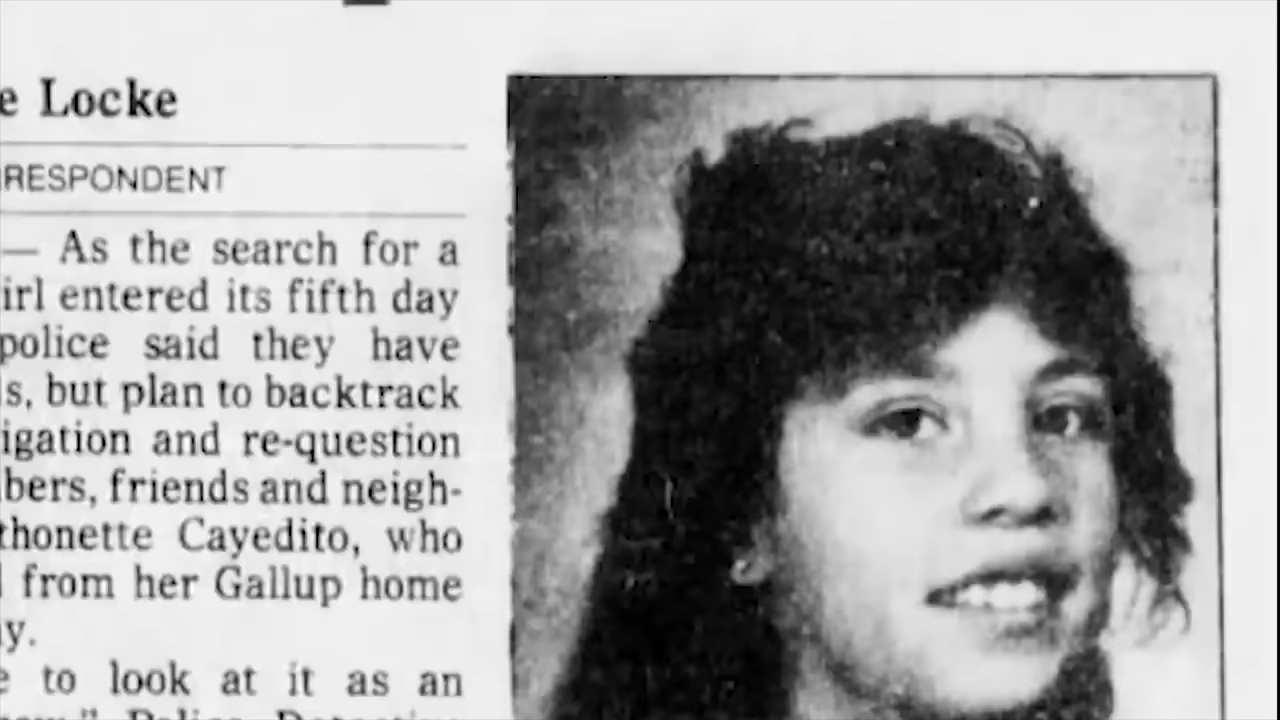 e Locke
RRESPONDENT
— As the search for a
irl entered its fifth day
police said they have
s, but plan to backtrack
igation and re-question
bers, friends and neigh-
thonette Cayedito, who
from her Gallup home
y.
e to look at it as an